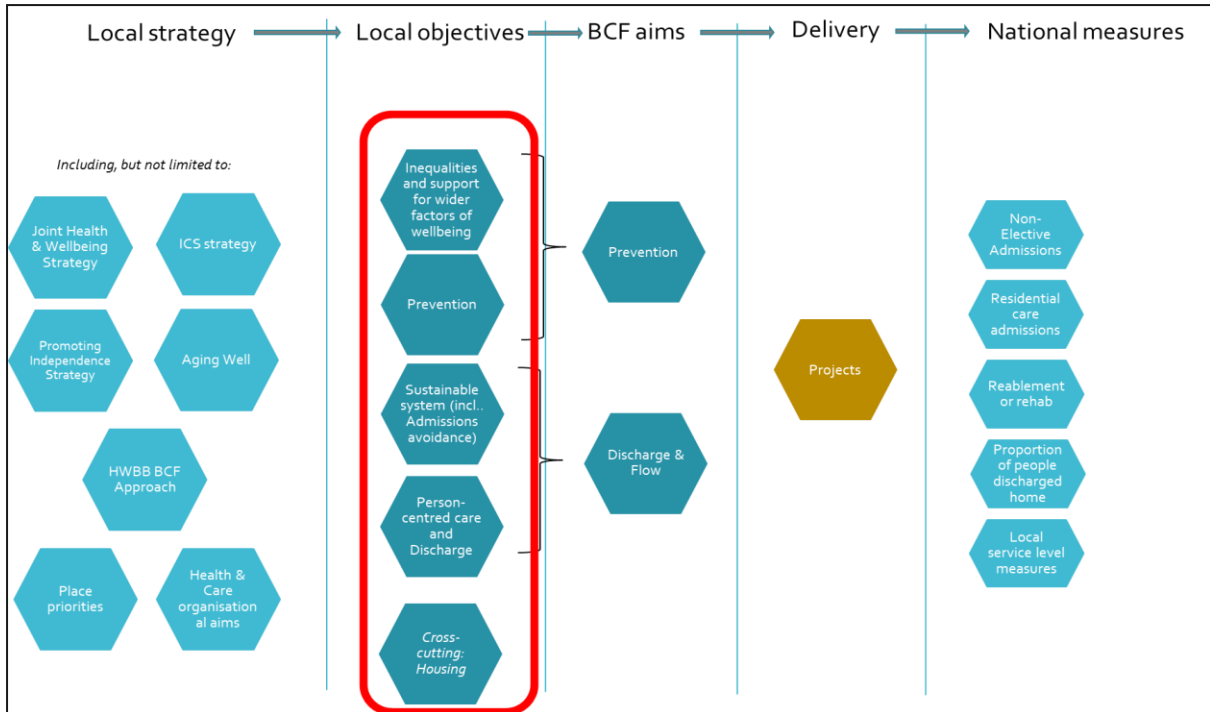 Local strategy
Local objectives
BCF aims
Delivery
National measures
Including, but not limited to:
Joint Health
& Wellbeing
Strategy
ICS strategy
Promoting
Independence
Strategy
Aging Well
HWBB BCF
Approach
Place
priorities
Health &
Care
organisation
al aims
Inequalities
and support
for wider
factors of
wellbeing
Prevention
Sustainable
system (incl..
Admissions
avoidance)
Person-
centred care
and
Discharge
Cross-
cutting:
Housing
Prevention
Discharge &
Flow
Projects
Non-
Elective
Admissions
Residential
care
admissions
Reablement
or rehab
Proportion
of people
discharged
home
Local
service level
measures